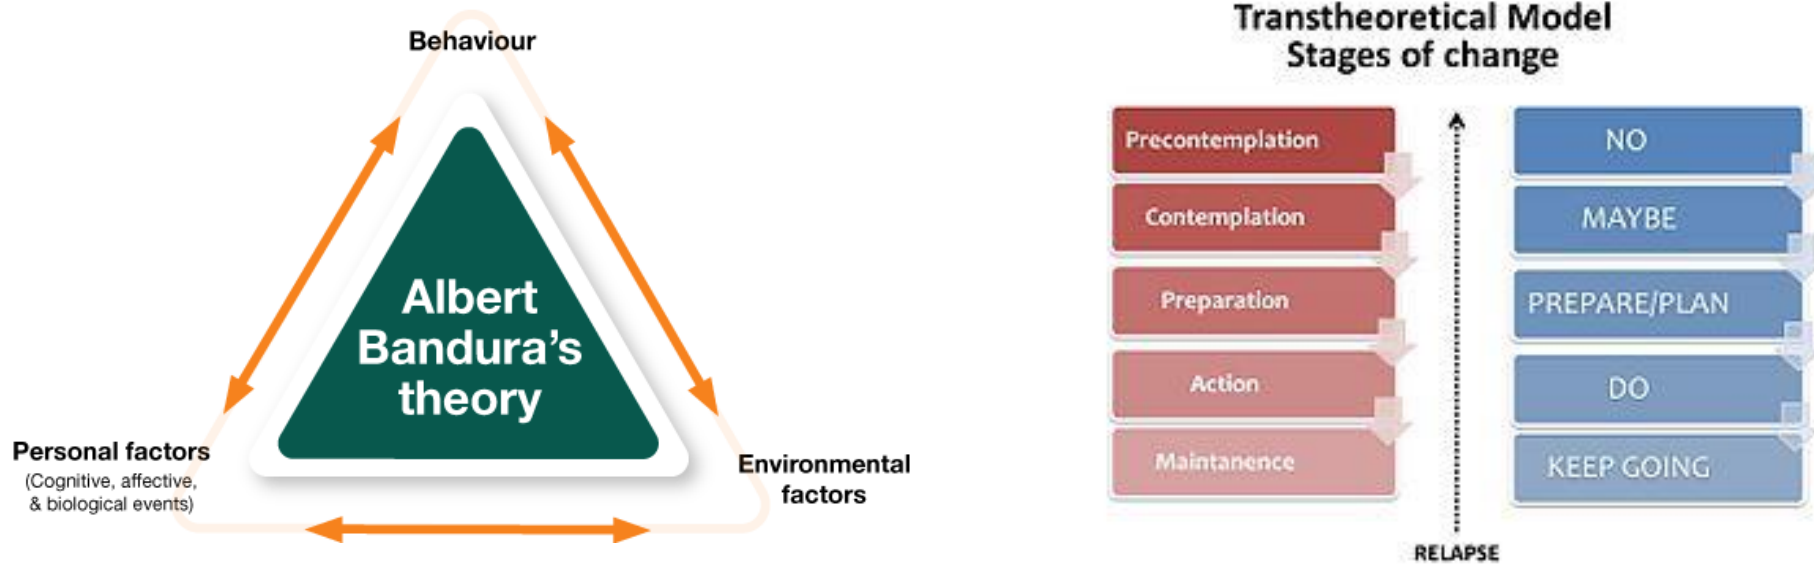 Behaviour
Albert
Bandura's
theory
Personal factors
(Cognitive, affective,
& biological events)
Environmental
factors
Transtheoretical Model
Stages of change
Precontemplation
Contemplation
Preparation
Action
Maintanence
NO
MAYBE
PREPARE/PLAN
DO
KEEP GOING
RELAPSE